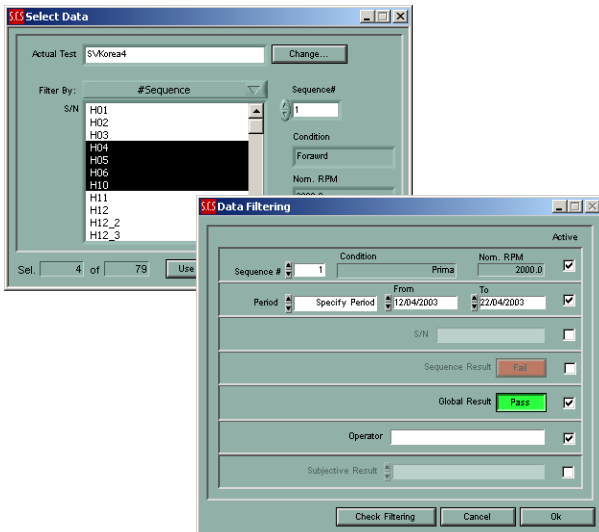 S.C.S Select Data
Actual Test SVKorea4 Change...
Filter By: #Sequence Sequence#
S/N H01 1
H02
H03 Condition
H04 Forawrd
H05
H06 Nom. RPM
H10 2000.0
H11
H12
H12_2
H12_3
Sel. 4 of 79 Use
S.C.S Data Filtering
Active
Condition Nom. RPM
Sequence # 1 Prima 2000.0
From To
Period Specify Period 12/04/2003 22/04/2003
S/N
Sequence Result Fail
Global Result Pass
Operator
Subjective Result
Check Filtering Cancel Ok